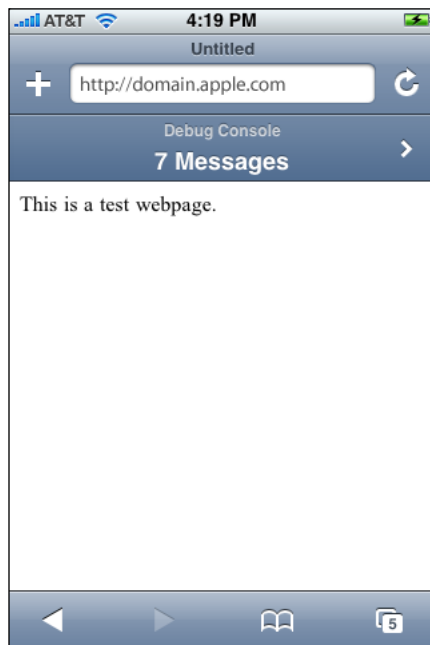 AT&T 4:19 PM
Untitled
http://domain.apple.com
Debug Console
7 Messages
This is a test webpage.
5